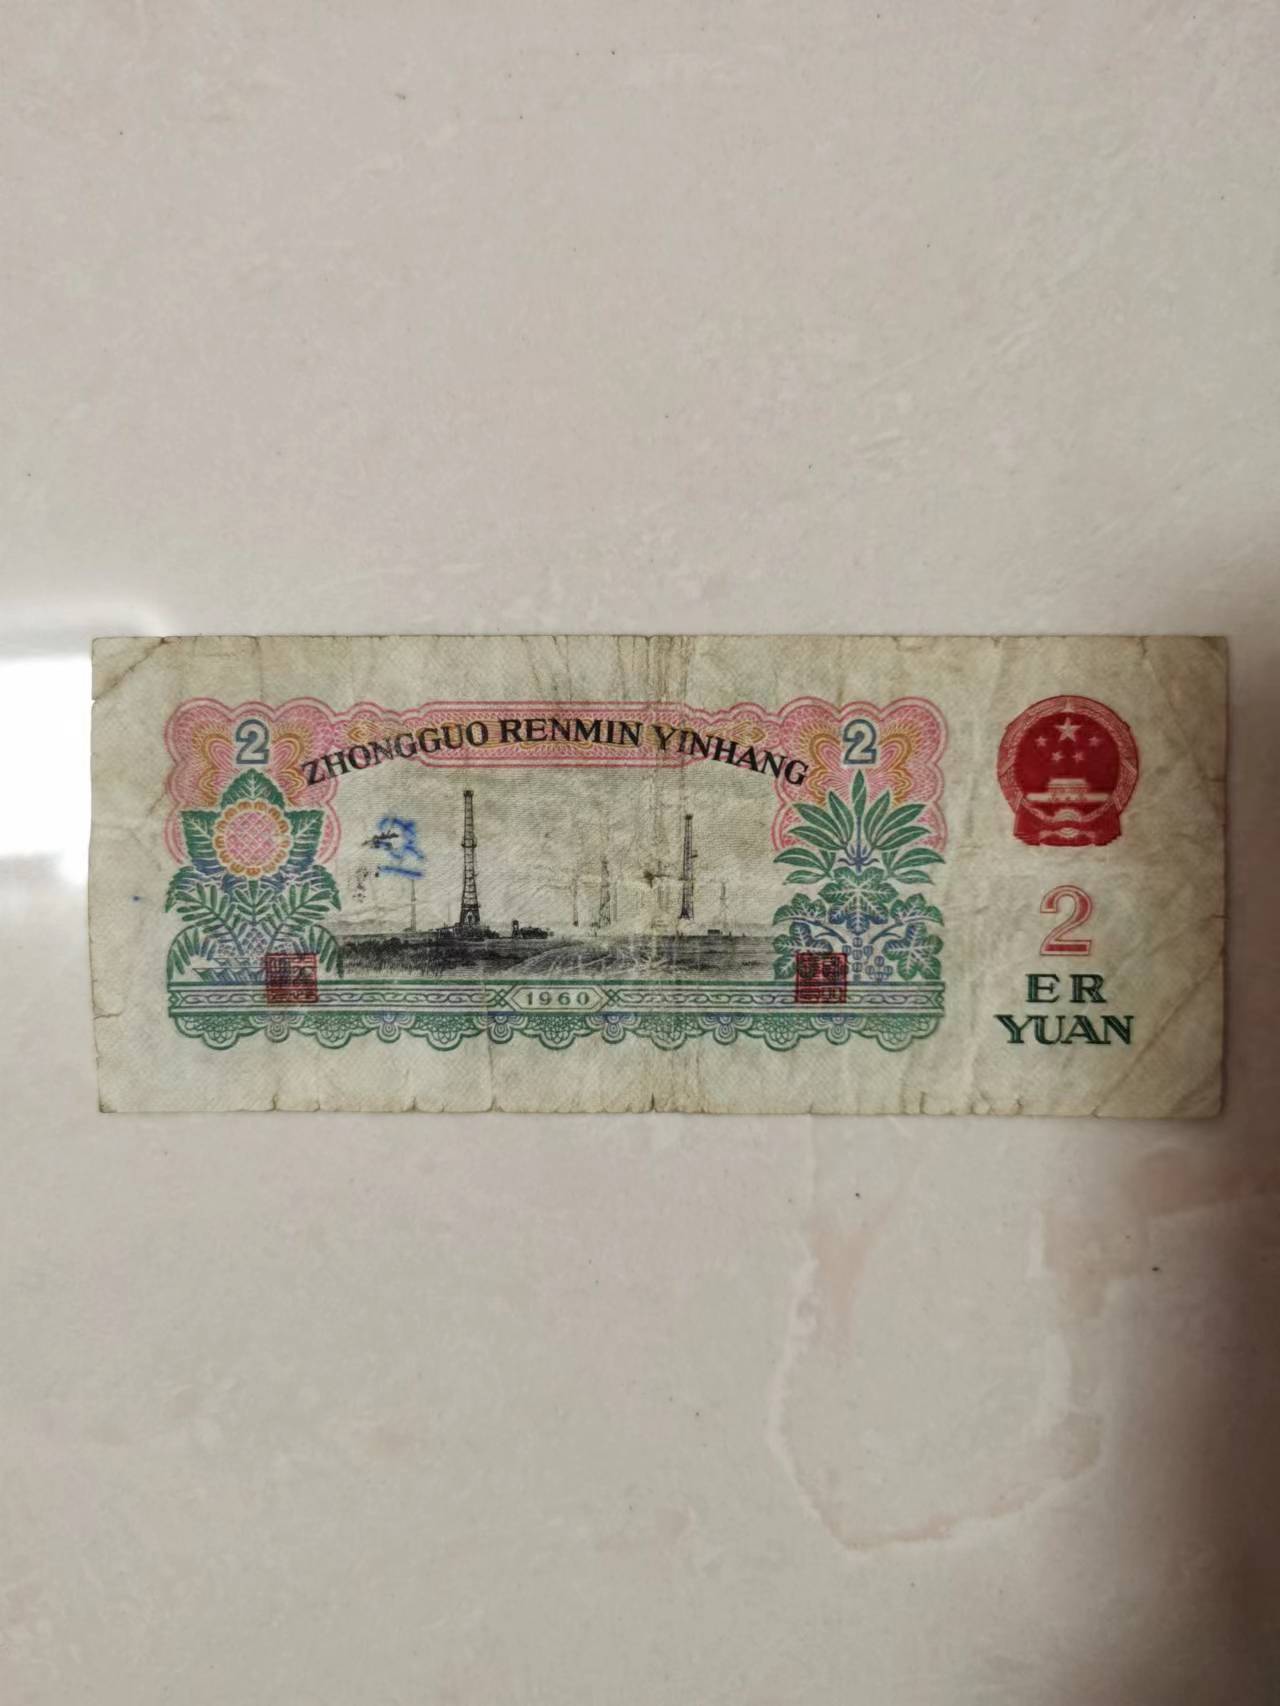 2
ZHONGGUO RENMIN YINHANG
2
1960
2
ER
YUAN